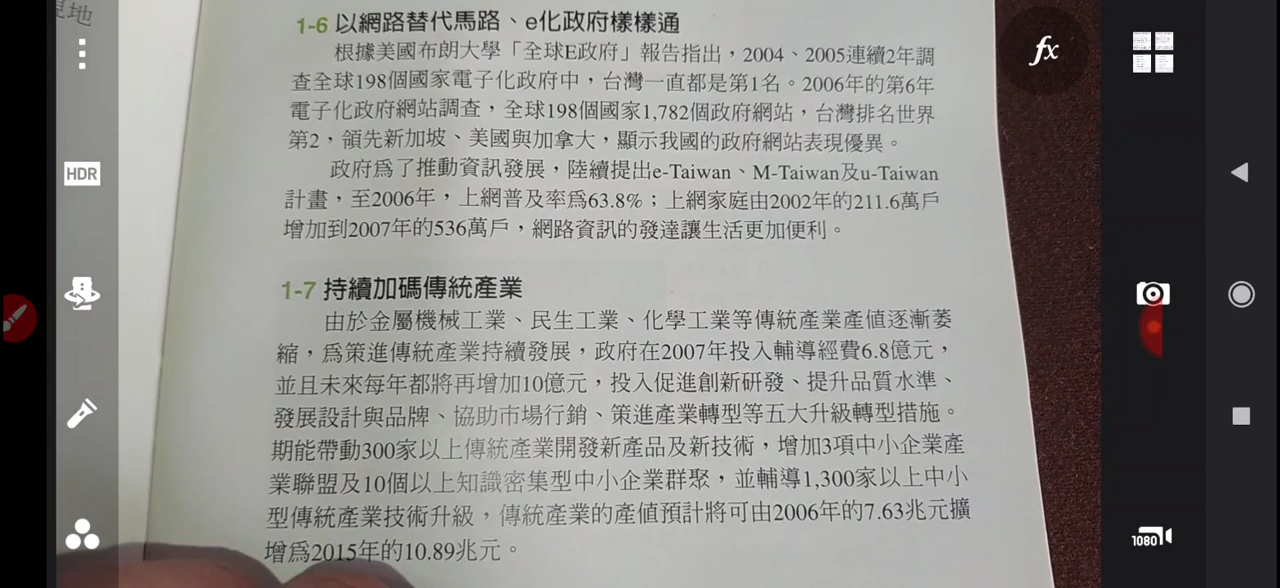 現地
1-6 以網路替代馬路、e化政府樣樣通
根據美國布朗大學「全球E政府」報告指出，2004、2005連續2年調
查全球198個國家電子化政府中，台灣一直都是第1名。2006年的第6年
電子化政府網站調查，全球198個國家1,782個政府網站，台灣排名世界
第2，領先新加坡、美國與加拿大，顯示我國的政府網站表現優異。
政府為了推動資訊發展，陸續提出e-Taiwan、M-Taiwan及u-Taiwan
計畫，至2006年，上網普及率為63.8%；上網家庭由2002年的211.6萬戶
增加到2007年的536萬戶，網路資訊的發達讓生活更加便利。
1-7 持續加碼傳統產業
由於金屬機械工業、民生工業、化學工業等傳統產業產值逐漸萎
縮，為策進傳統產業持續發展，政府在2007年投入輔導經費6.8億元，
並且未來每年都將再增加10億元，投入促進創新研發、提升品質水準、
發展設計與品牌、協助市場行銷、策進產業轉型等五大升級轉型措施。
期能帶動300家以上傳統產業開發新產品及新技術，增加3項中小企業產
業聯盟及10個以上知識密集型中小企業群聚，並輔導1,300家以上中小
型傳統產業技術升級，傳統產業的產值預計將可由2006年的7.63兆元擴
增為2015年的10.89兆元。
HDR
fx
1080